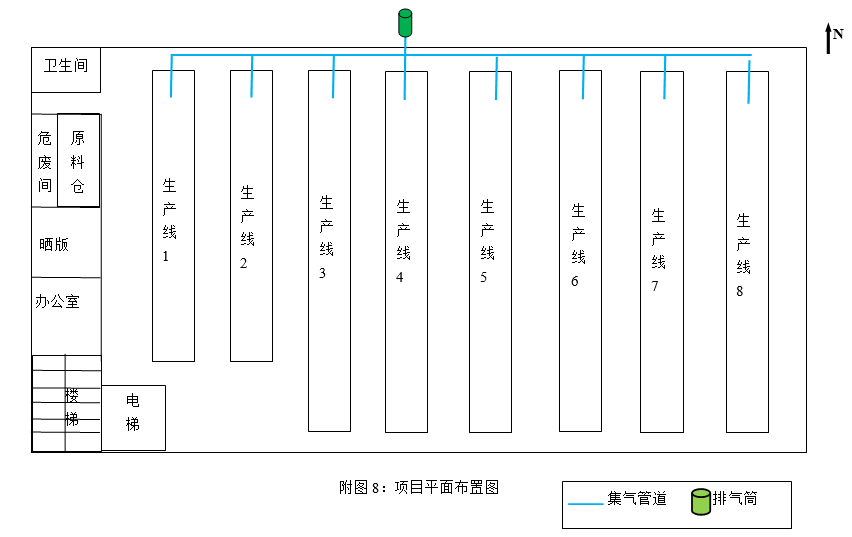 N
卫生间
危废间
原料仓
晒版
办公室
楼梯
电梯
生产线1
生产线2
生产线3
生产线4
生产线5
生产线6
生产线7
生产线8
附图 8：项目平面布置图
集气管道
排气筒